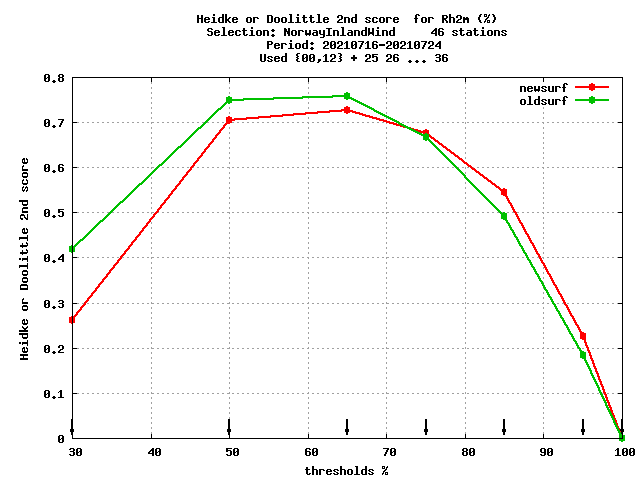 Heidke or Doolittle 2nd score  for Rh2m (%)
Selection: NorwayInlandWind     46 stations
Period: 20210716-20210724
Used {00,12} + 25 26 ... 36
newsurf
oldsurf
Heidke or Doolittle 2nd score
0.8
0.7
0.6
0.5
0.4
0.3
0.2
0.1
0
30 40 50 60 70 80 90 100
thresholds %